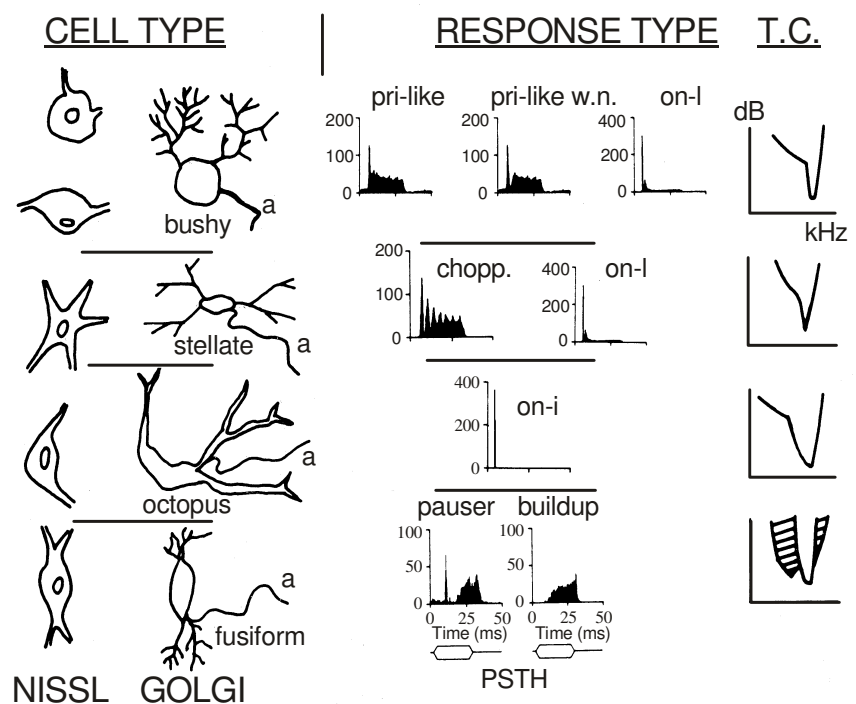 CELL TYPE RESPONSE TYPE T.C.
pri-like pri-like w.n. on-l
200 200 400
100 100 200
0 0 0
a
bushy
dB
kHz
200 chopp. 400 on-l
100 200
0 0
stellate a
400 on-i
200
0
a
octopus
pauser buildup
100 100
50 50
0 0
0 25 50 0 25 50
Time (ms) Time (ms)
a
fusiform
PSTH
NISSL GOLGI